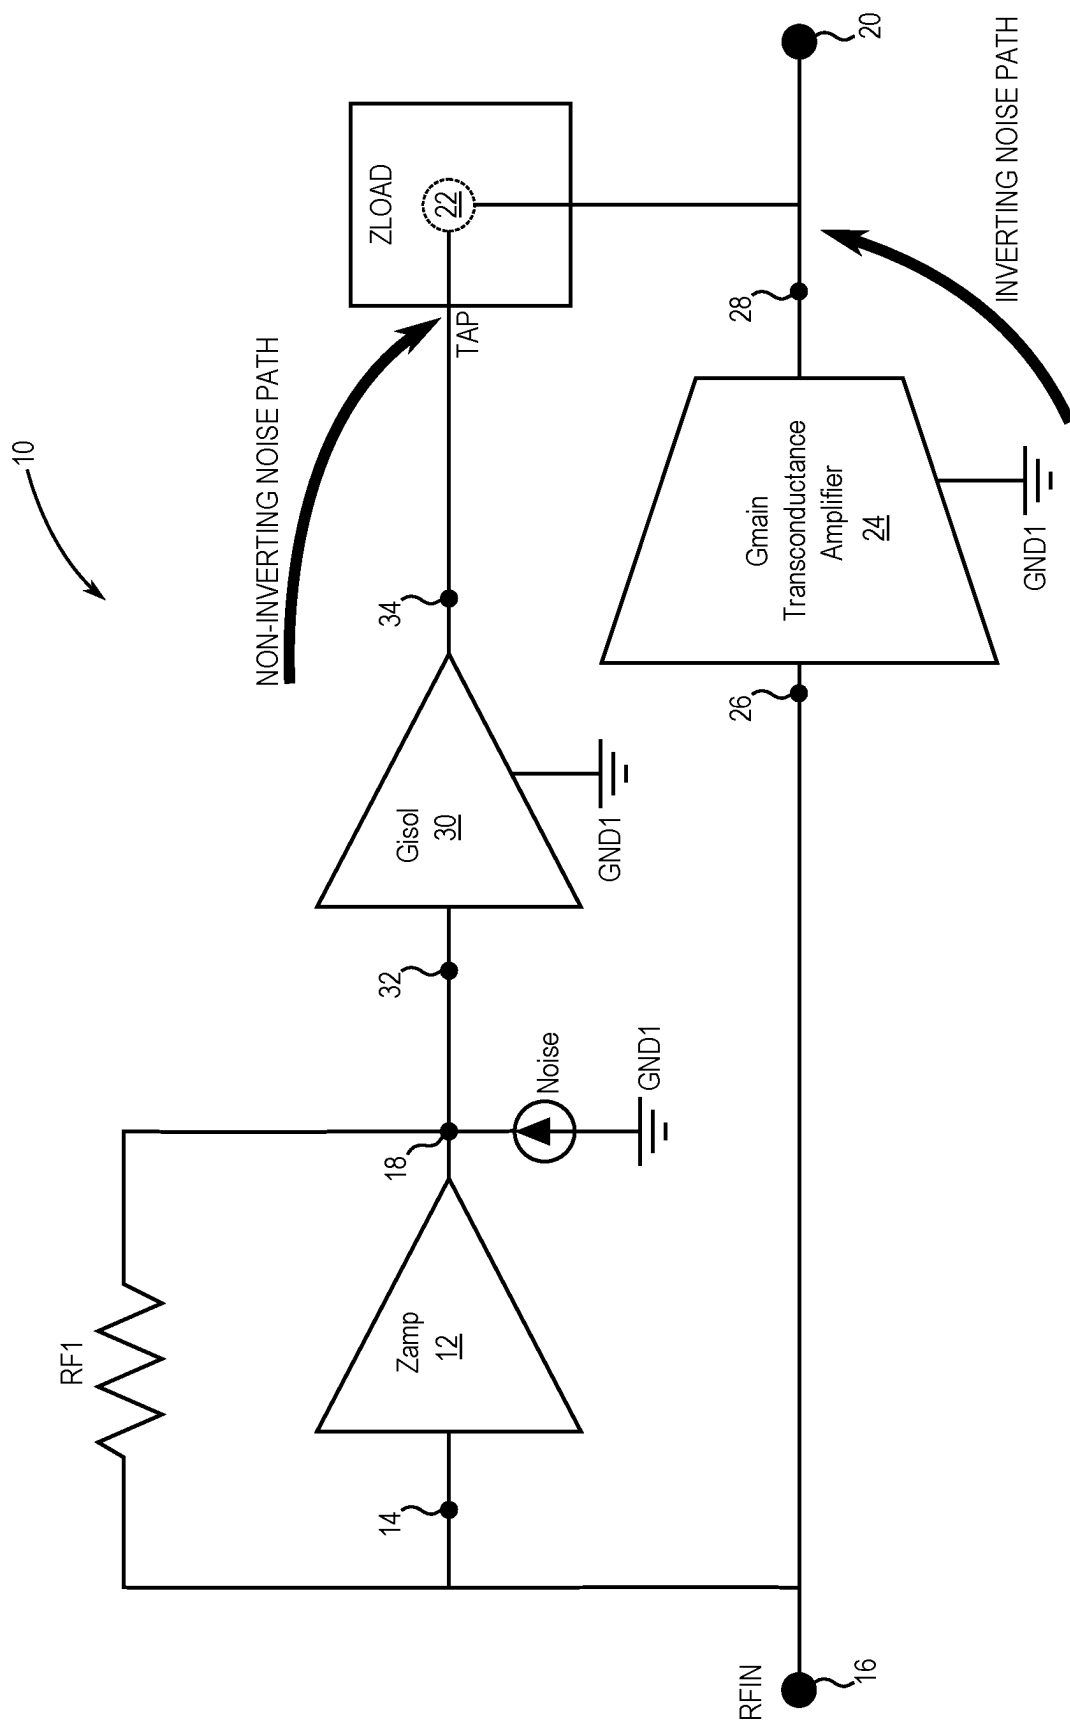 10
NON-INVERTING NOISE PATH
RF1
Zamp
12
14
18
Noise
GND1
32
Gisol
30
GND1
34
TAP
ZLOAD
22
RFIN
16
26
Gmain
Transconductance
Amplifier
24
GND1
28
20
INVERTING NOISE PATH